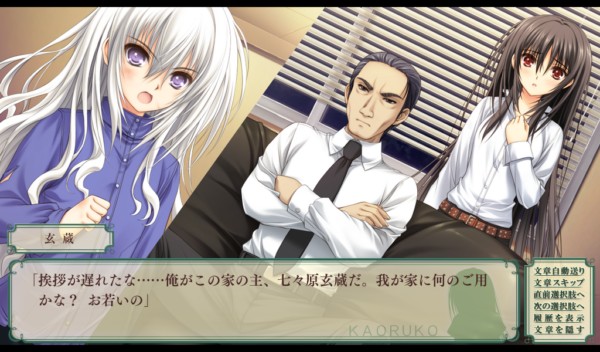 玄蔵
「挨拶が遅れたな……俺がこの家の主、七々原玄蔵だ。我が家に何のご用
かな？ お若いの」
KAORUKO
文章自動送り
文章スキップ
直前選択肢へ
次の選択肢へ
履歴を表示
文章を隠す